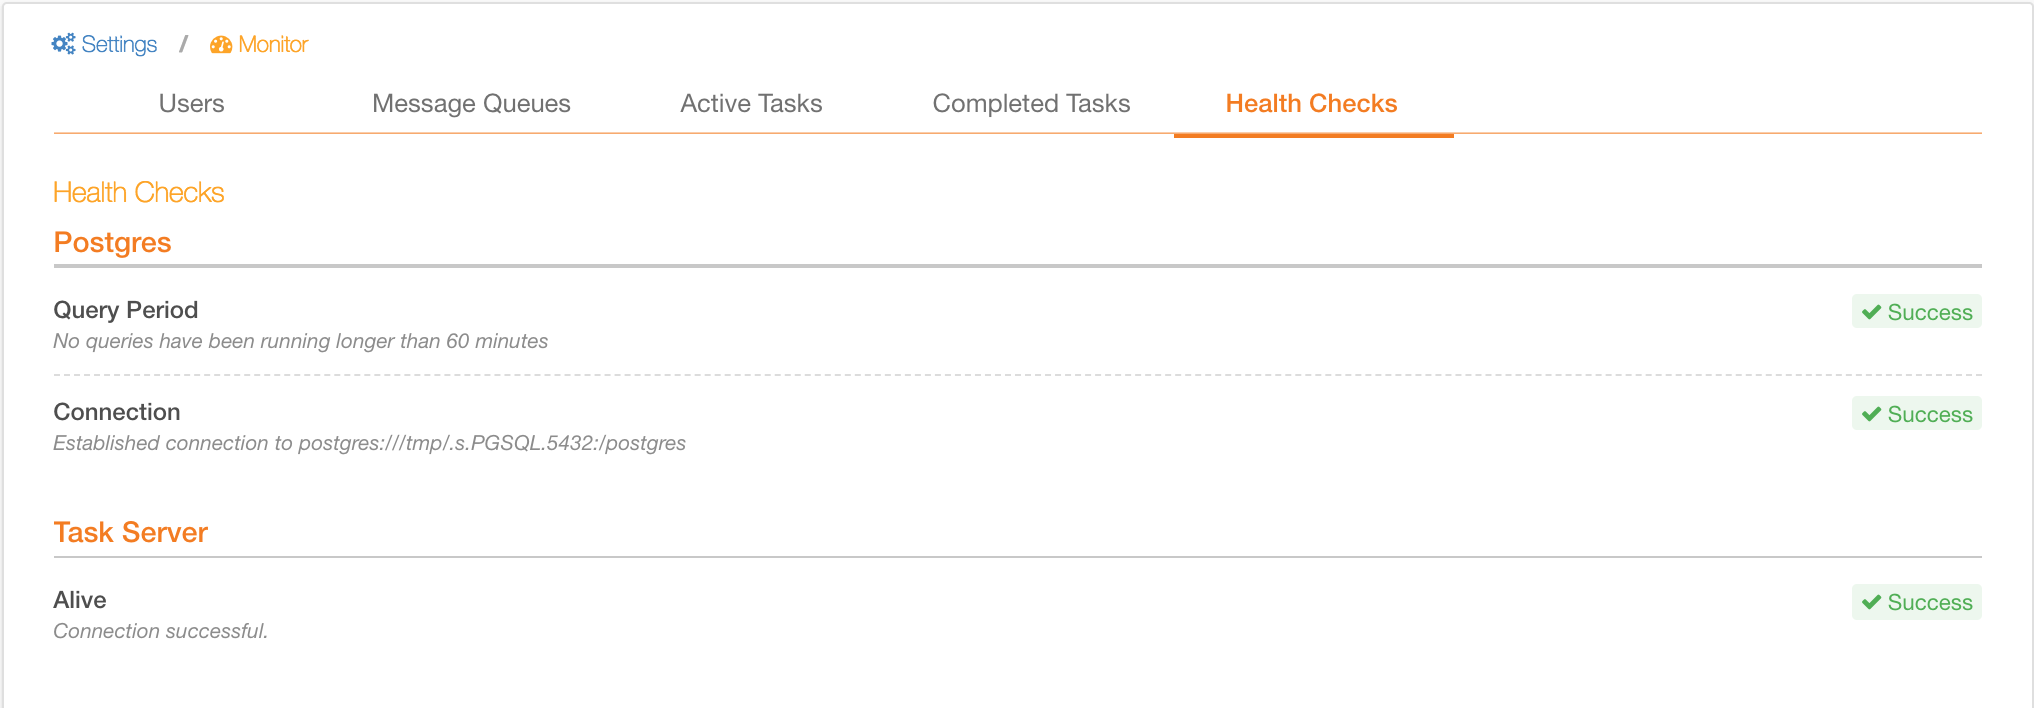 Settings / Monitor
Users Message Queues Active Tasks Completed Tasks Health Checks
Health Checks
Postgres
Query Period
Success
No queries have been running longer than 60 minutes
Connection
Success
Established connection to postgres:///tmp/.s.PGSQL.5432:/postgres
Task Server
Alive
Success
Connection successful.